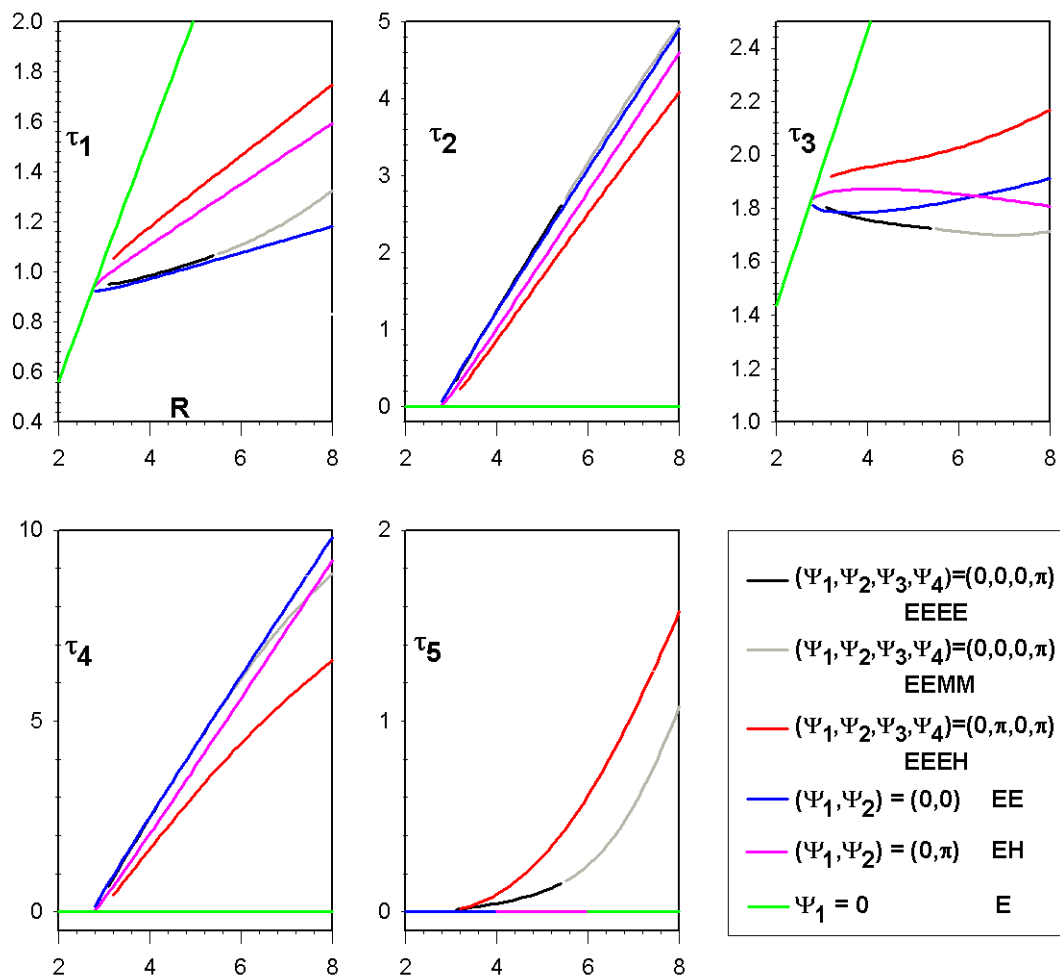 2.0
1.8
1.6
1.4
1.2
1.0
0.8
0.6
0.4
τ1
R
2 4 6 8
5
4
3
2
1
0
τ2
2 4 6 8
2.4
2.2
2.0
1.8
1.6
1.4
1.2
1.0
τ3
2 4 6 8
10
5
0
τ4
2 4 6 8
2
1
0
τ5
2 4 6 8
(Ψ1,Ψ2,Ψ3,Ψ4)=(0,0,0,π)
EEEE
(Ψ1,Ψ2,Ψ3,Ψ4)=(0,0,0,π)
EEMM
(Ψ1,Ψ2,Ψ3,Ψ4)=(0,π,0,π)
EEEH
(Ψ1,Ψ2) = (0,0) EE
(Ψ1,Ψ2) = (0,π) EH
Ψ1 = 0 E